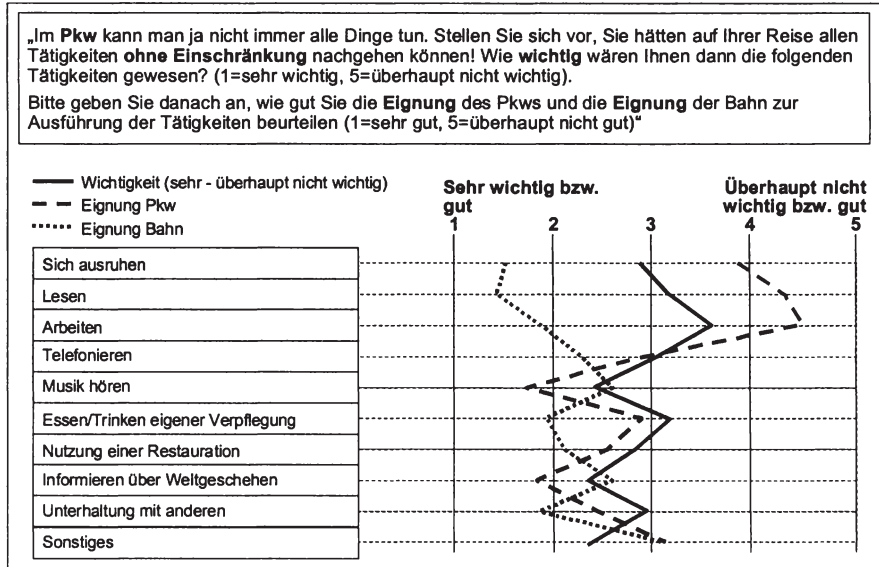 „Im Pkw kann man ja nicht immer alle Dinge tun. Stellen Sie sich vor, Sie hätten auf Ihrer Reise allen
Tätigkeiten ohne Einschränkung nachgehen können! Wie wichtig wären Ihnen dann die folgenden
Tätigkeiten gewesen? (1=sehr wichtig, 5=überhaupt nicht wichtig).
Bitte geben Sie danach an, wie gut Sie die Eignung des Pkws und die Eignung der Bahn zur
Ausführung der Tätigkeiten beurteilen (1=sehr gut, 5=überhaupt nicht gut)“
Wichtigkeit (sehr - überhaupt nicht wichtig)
Eignung Pkw
Eignung Bahn
Sehr wichtig bzw.
gut
Überhaupt nicht
wichtig bzw. gut
1 2 3 4 5
Sich ausruhen
Lesen
Arbeiten
Telefonieren
Musik hören
Essen/Trinken eigener Verpflegung
Nutzung einer Restauration
Informieren über Weltgeschehen
Unterhaltung mit anderen
Sonstiges